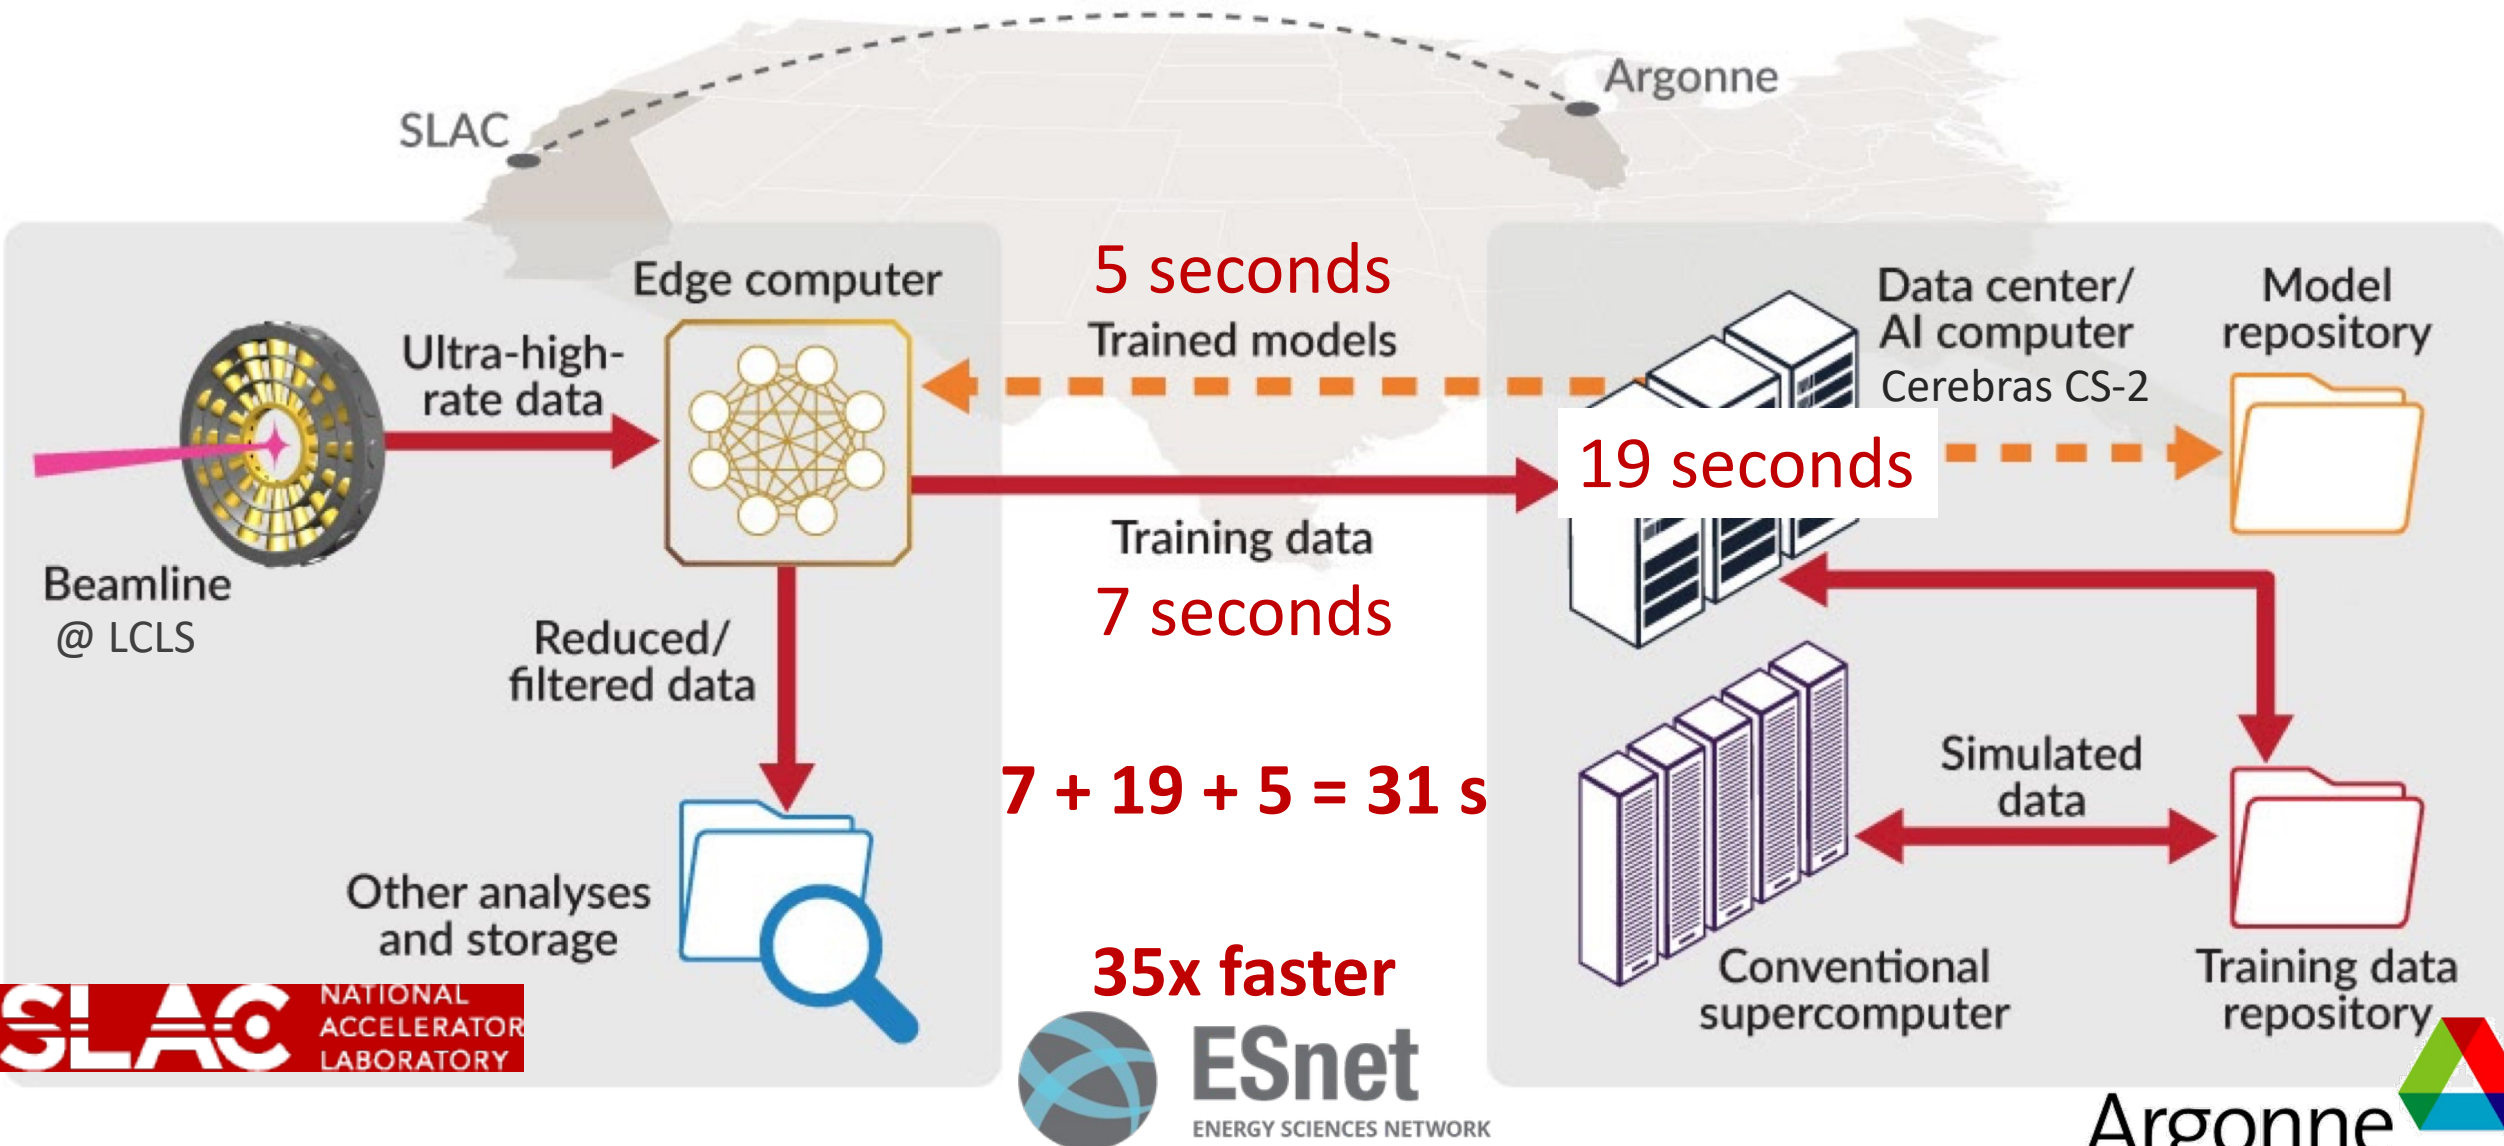 SLAC
Argonne
Edge computer
Ultra-high-
rate data
Beamline
@ LCLS
Reduced/
filtered data
Other analyses
and storage
SLAC
NATIONAL
ACCELERATOR
LABORATORY
5 seconds
Trained models
Training data
7 seconds
7 + 19 + 5 = 31 s
35x faster
ESnet
ENERGY SCIENCES NETWORK
Data center/
AI computer
Cerebras CS-2
Model
repository
19 seconds
Simulated
data
Conventional
supercomputer
Training data
repository
Argonne